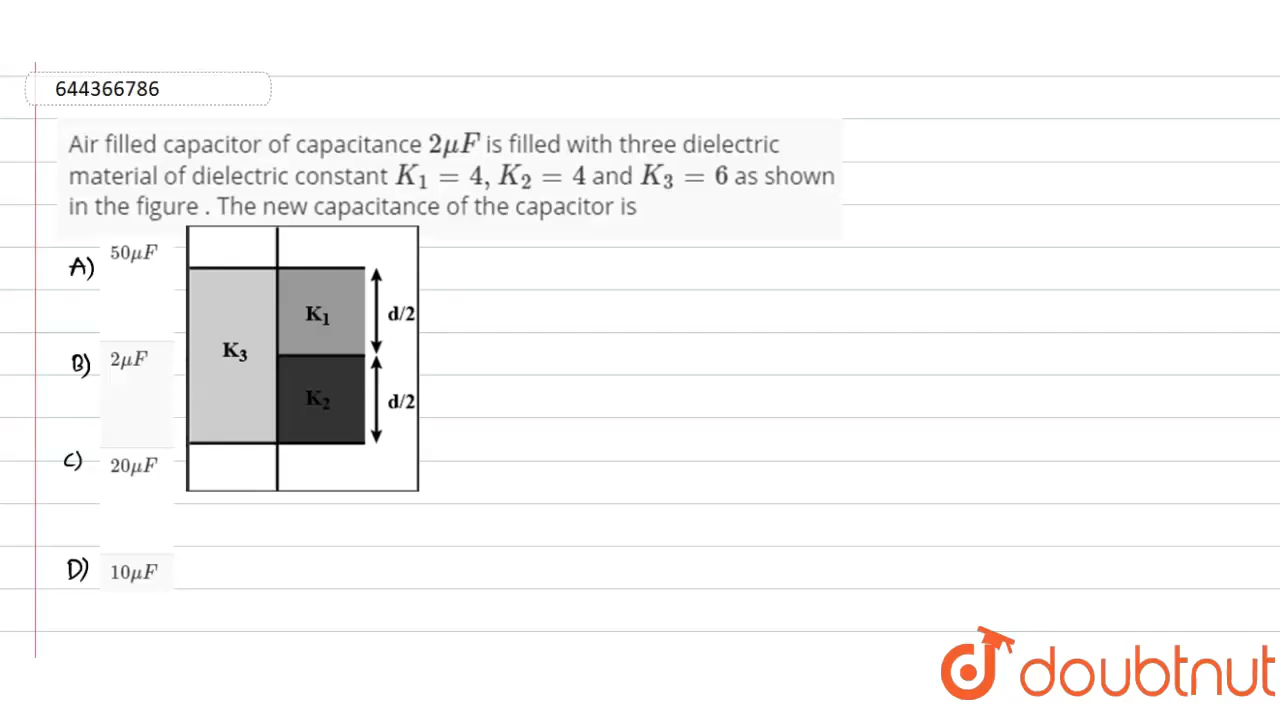 644366786
Air filled capacitor of capacitance 2μF is filled with three dielectric
material of dielectric constant K₁ = 4, K₂ = 4 and K₃ = 6 as shown
in the figure . The new capacitance of the capacitor is
A) 50μF
K₁
d/2
K₃
B) 2μF
K₂
d/2
C) 20μF
D) 10μF
doubtnut